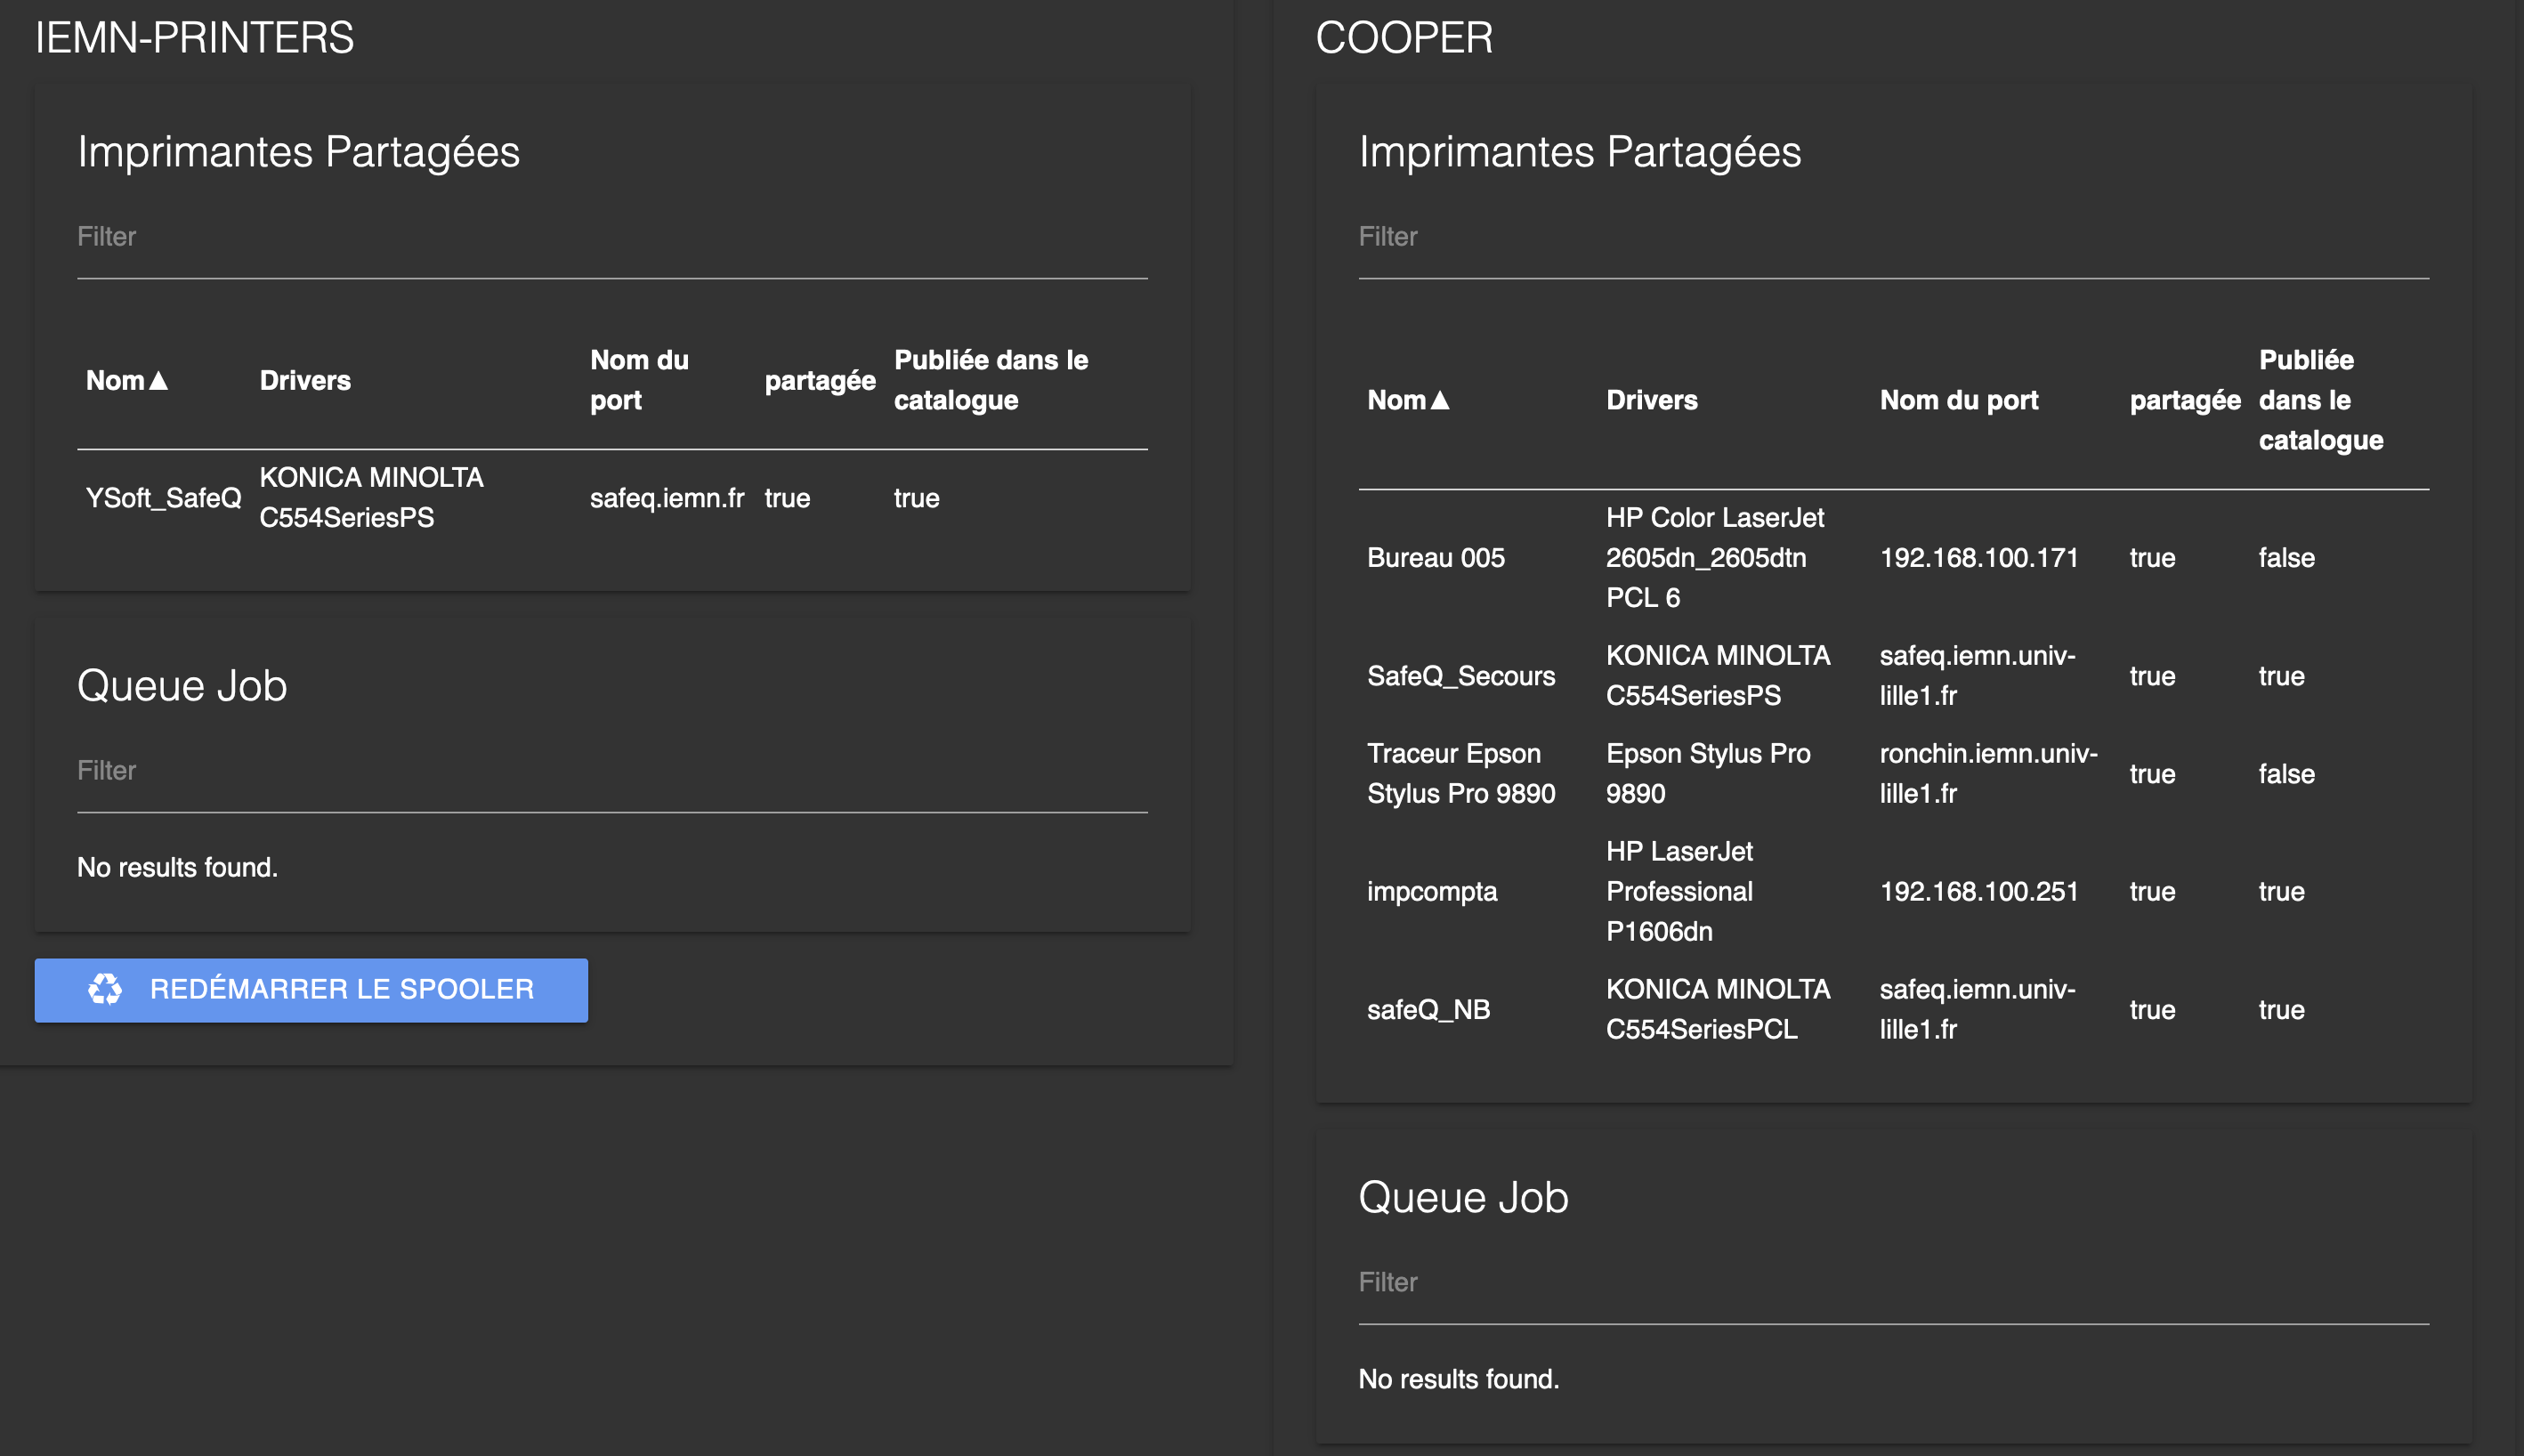 IEMN-PRINTERS
Imprimantes Partagées
Filter
Nom▲ Drivers Nom du port partagée Publiée dans le catalogue
YSoft_SafeQ KONICA MINOLTA C554SeriesPS safeq.iemn.fr true true
Queue Job
Filter
No results found.
REDÉMARRER LE SPOOLER
COOPER
Imprimantes Partagées
Filter
Nom▲ Drivers Nom du port partagée Publiée dans le catalogue
Bureau 005 HP Color LaserJet 2605dn_2605dtn PCL 6 192.168.100.171 true false
SafeQ_Secours KONICA MINOLTA C554SeriesPS safeq.iemn.univ-lille1.fr true true
Traceur Epson Stylus Pro 9890 Epson Stylus Pro 9890 ronchin.iemn.univ-lille1.fr true false
impcompta HP LaserJet Professional P1606dn 192.168.100.251 true true
safeQ_NB KONICA MINOLTA C554SeriesPCL safeq.iemn.univ-lille1.fr true true
Queue Job
Filter
No results found.